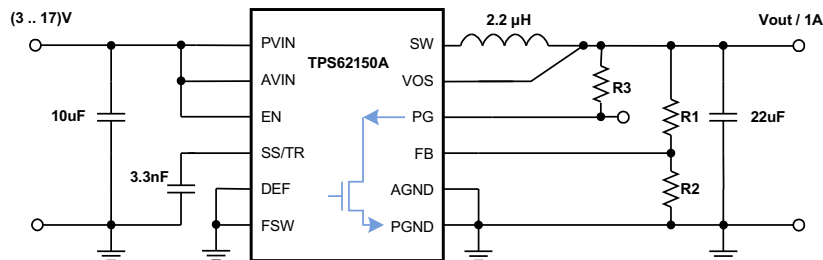 (3 .. 17)V
2.2 µH
Vout / 1A
PVIN
SW
TPS62150A
AVIN
VOS
R3
10uF
EN
PG
R1
22uF
SS/TR
FB
3.3nF
DEF
AGND
R2
FSW
PGND